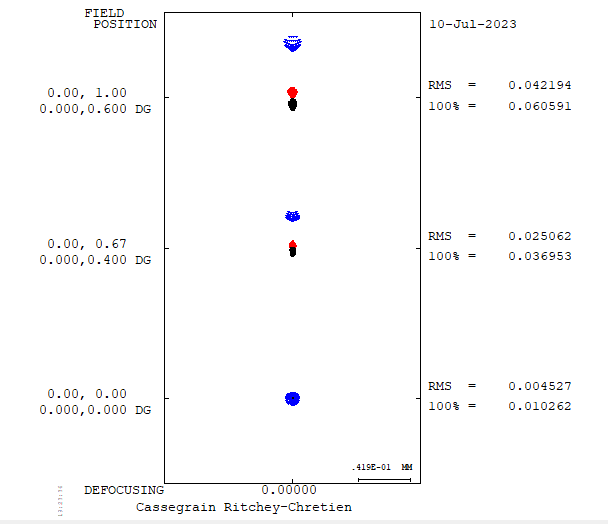 FIELD
POSITION
10-Jul-2023
0.00, 1.00
0.000,0.600 DG
RMS = 0.042194
100% = 0.060591
0.00, 0.67
0.000,0.400 DG
RMS = 0.025062
100% = 0.036953
0.00, 0.00
0.000,0.000 DG
RMS = 0.004527
100% = 0.010262
.419E-01 MM
DEFOCUSING 0.00000
Cassegrain Ritchey-Chretien